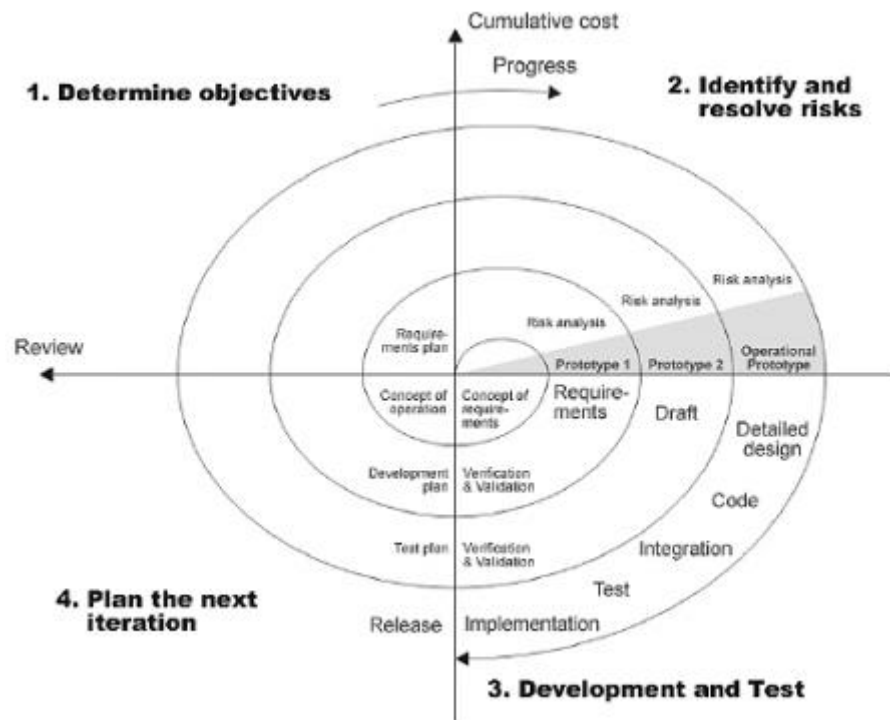 Cumulative cost
Progress
1. Determine objectives
2. Identify and
resolve risks
Risk analysis
Risk analysis
Risk analysis
Require-
ments plan
Review
Prototype 1
Prototype 2
Operational
Prototype
Concept of
operation
Concept of
require-
ments
Require-
ments
Draft
Detailed
design
Development
plan
Verification
& Validation
Code
Test plan
Verification
& Validation
Integration
Test
4. Plan the next
iteration
Release
Implementation
3. Development and Test